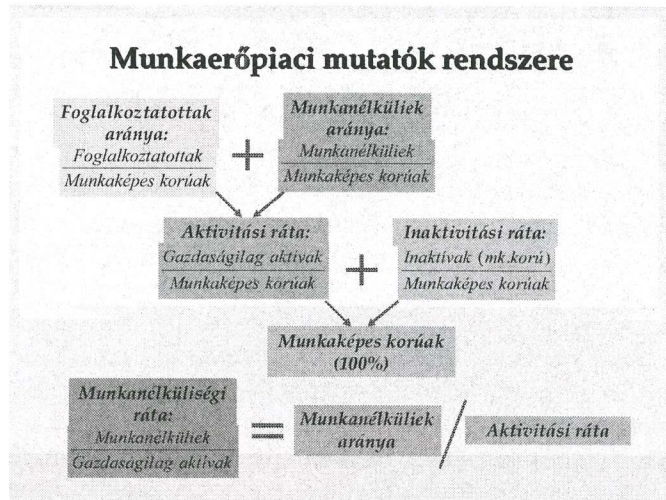 Munkaerőpiaci mutatók rendszere
Foglalkoztatottak
aránya:
Foglalkoztatottak
Munkaképes korúak
+
Munkanélküliek
aránya:
Munkanélküliek
Munkaképes korúak
Aktivitási ráta:
Gazdaságilag aktívak
Munkaképes korúak
+
Inaktivitási ráta:
Inaktívak (mk.korú)
Munkaképes korúak
Munkaképes korúak
(100%)
Munkanélküliségi
ráta:
Munkanélküliek
Gazdaságilag aktívak
=
Munkanélküliek
aránya
/
Aktivitási ráta